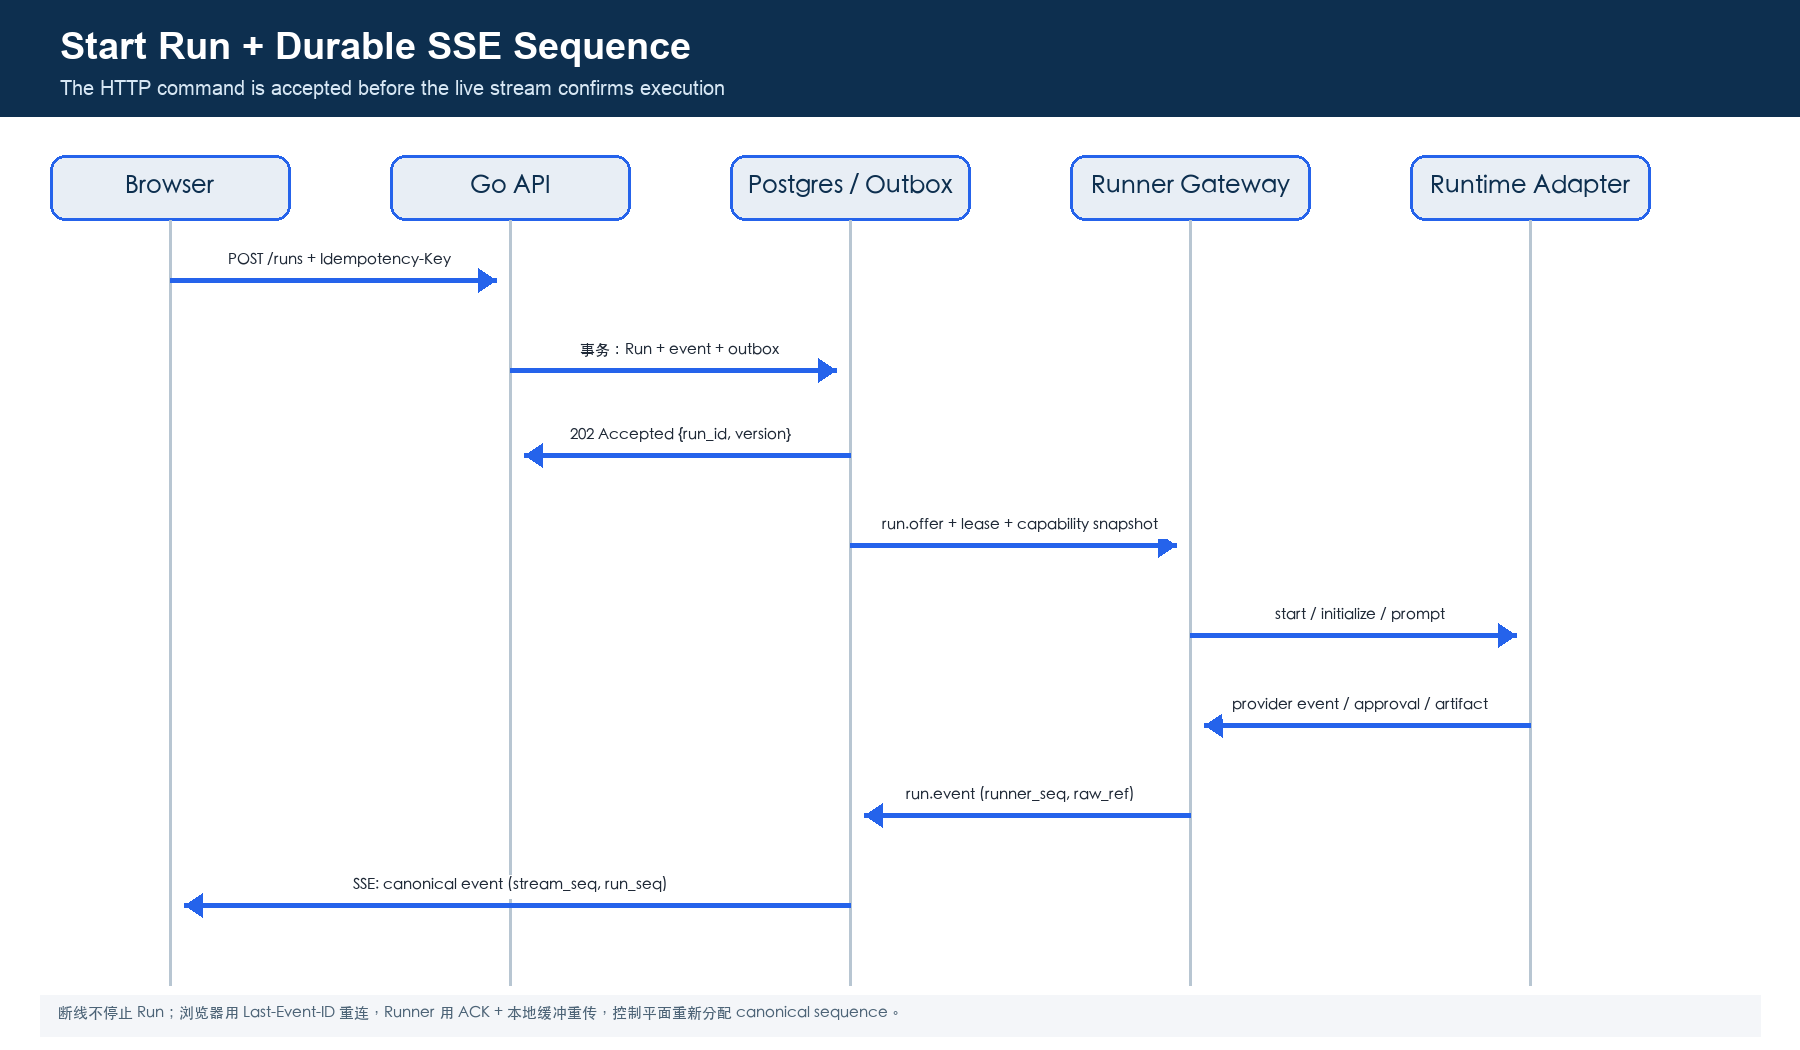 Start Run + Durable SSE Sequence
The HTTP command is accepted before the live stream confirms execution
Browser
Go API
Postgres / Outbox
Runner Gateway
Runtime Adapter
POST /runs + Idempotency-Key
事务：Run + event + outbox
202 Accepted {run_id, version}
run.offer + lease + capability snapshot
start / initialize / prompt
provider event / approval / artifact
run.event (runner_seq, raw_ref)
SSE: canonical event (stream_seq, run_seq)
断线不停止 Run；浏览器用 Last-Event-ID 重连，Runner 用 ACK + 本地缓冲重传，控制平面重新分配 canonical sequence。